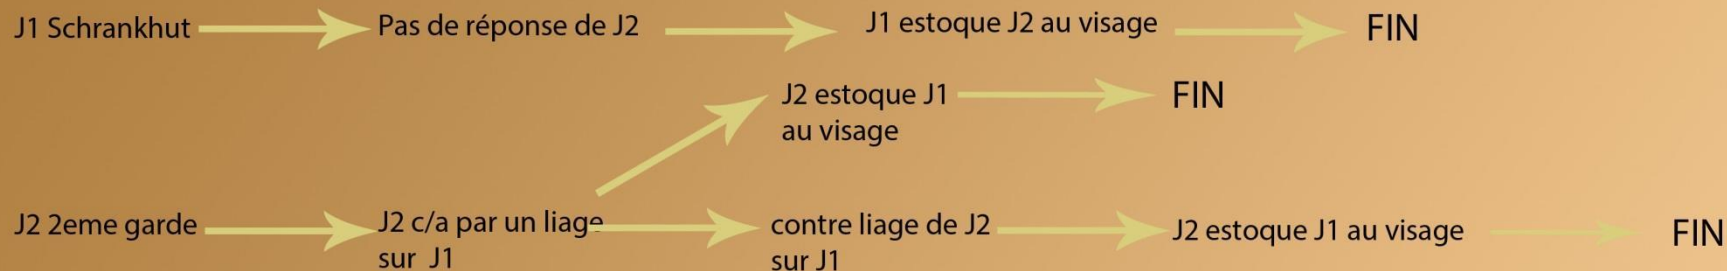 J1 Schrankhut Pas de réponse de J2 J1 estoque J2 au visage FIN
J2 estoque J1 FIN
au visage
J2 2eme garde J2 c/a par un liage contre liage de J2 J2 estoque J1 au visage FIN
sur J1 sur J1